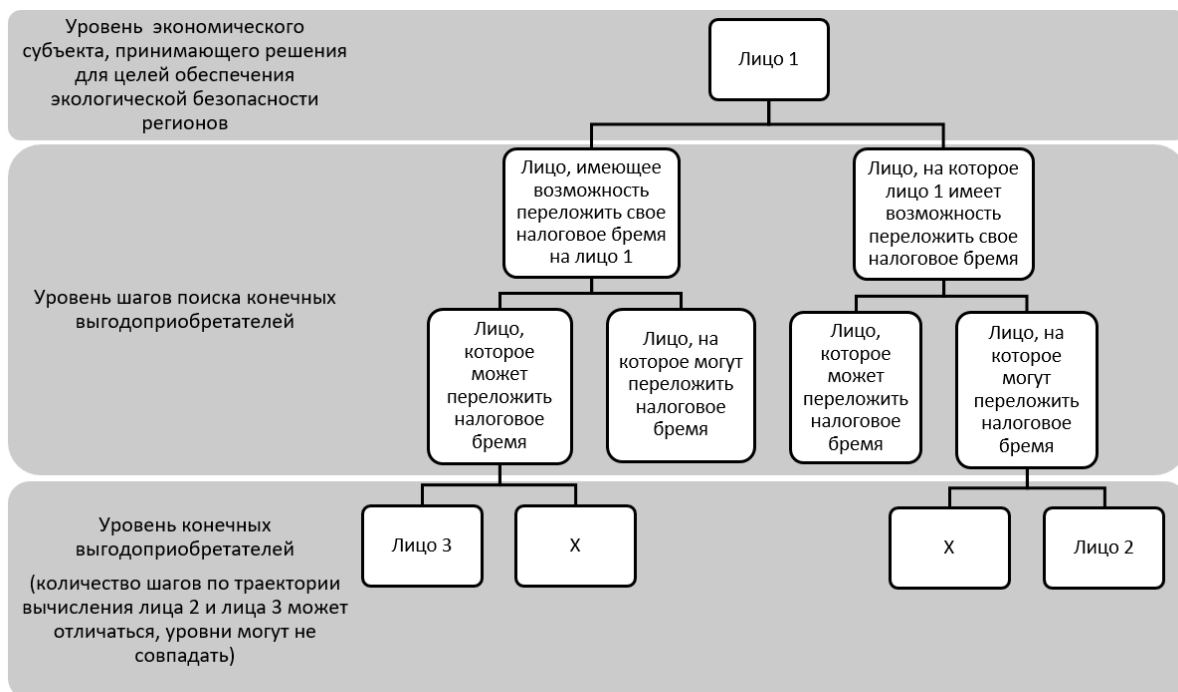 Уровень экономического
субъекта, принимающего решения
для целей обеспечения
экологической безопасности
регионов
Лицо 1
Уровень шагов поиска конечных
выгодоприобретателей
Лицо, имеющее
возможность
переложить свое
налоговое бремя
на лицо 1
Лицо, на которое
лицо 1 имеет
возможность
переложить свое
налоговое бремя
Лицо,
которое
может
переложить
налоговое
бремя
Лицо, на
которое могут
переложить
налоговое
бремя
Лицо,
которое
может
переложить
налоговое
бремя
Лицо, на
которое
могут
переложить
налоговое
бремя
Уровень конечных
выгодоприобретателей
(количество шагов по траектории
вычисления лица 2 и лица 3 может
отличаться, уровни могут не
совпадать)
Лицо 3
X
X
Лицо 2